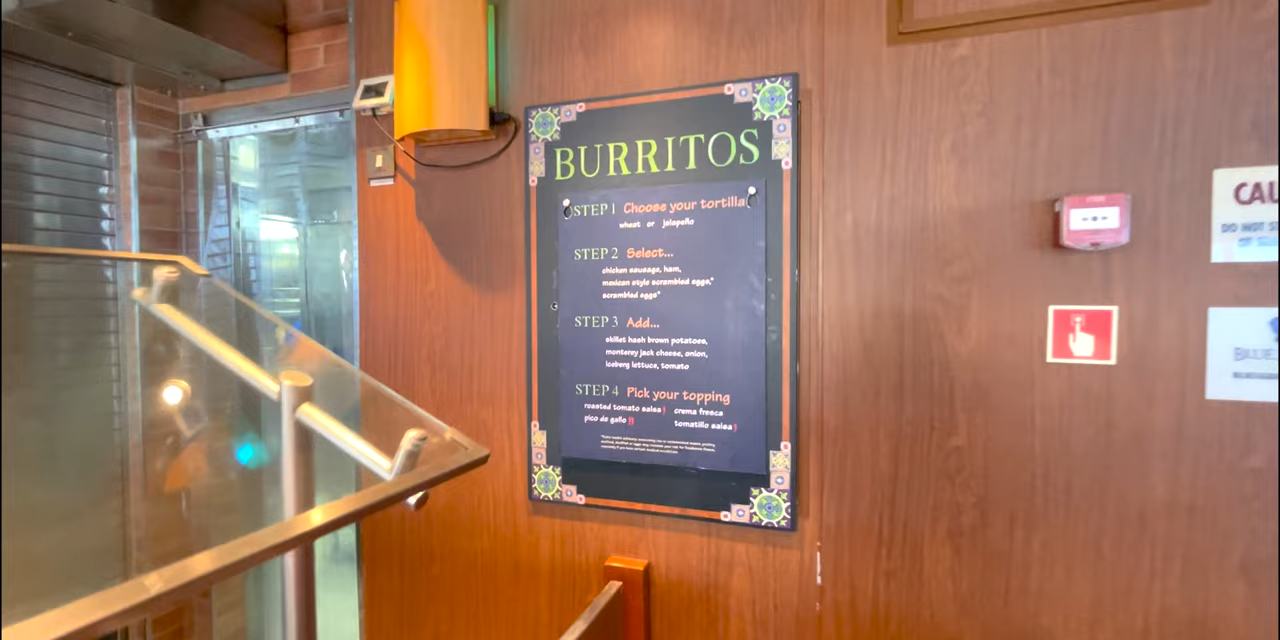 BURRITOS
STEP 1 Choose your tortilla
wheat or jalapeño
STEP 2 Select...
chicken sausage, ham,
mexican style scrambled eggs,*
scrambled eggs*
STEP 3 Add...
skillet hash brown potatoes,
monterey jack cheese, onion,
iceberg lettuce, tomato
STEP 4 Pick your topping
roasted tomato salsa crema fresca
pico de gallo tomatillo salsa
CAU
DO NOT S